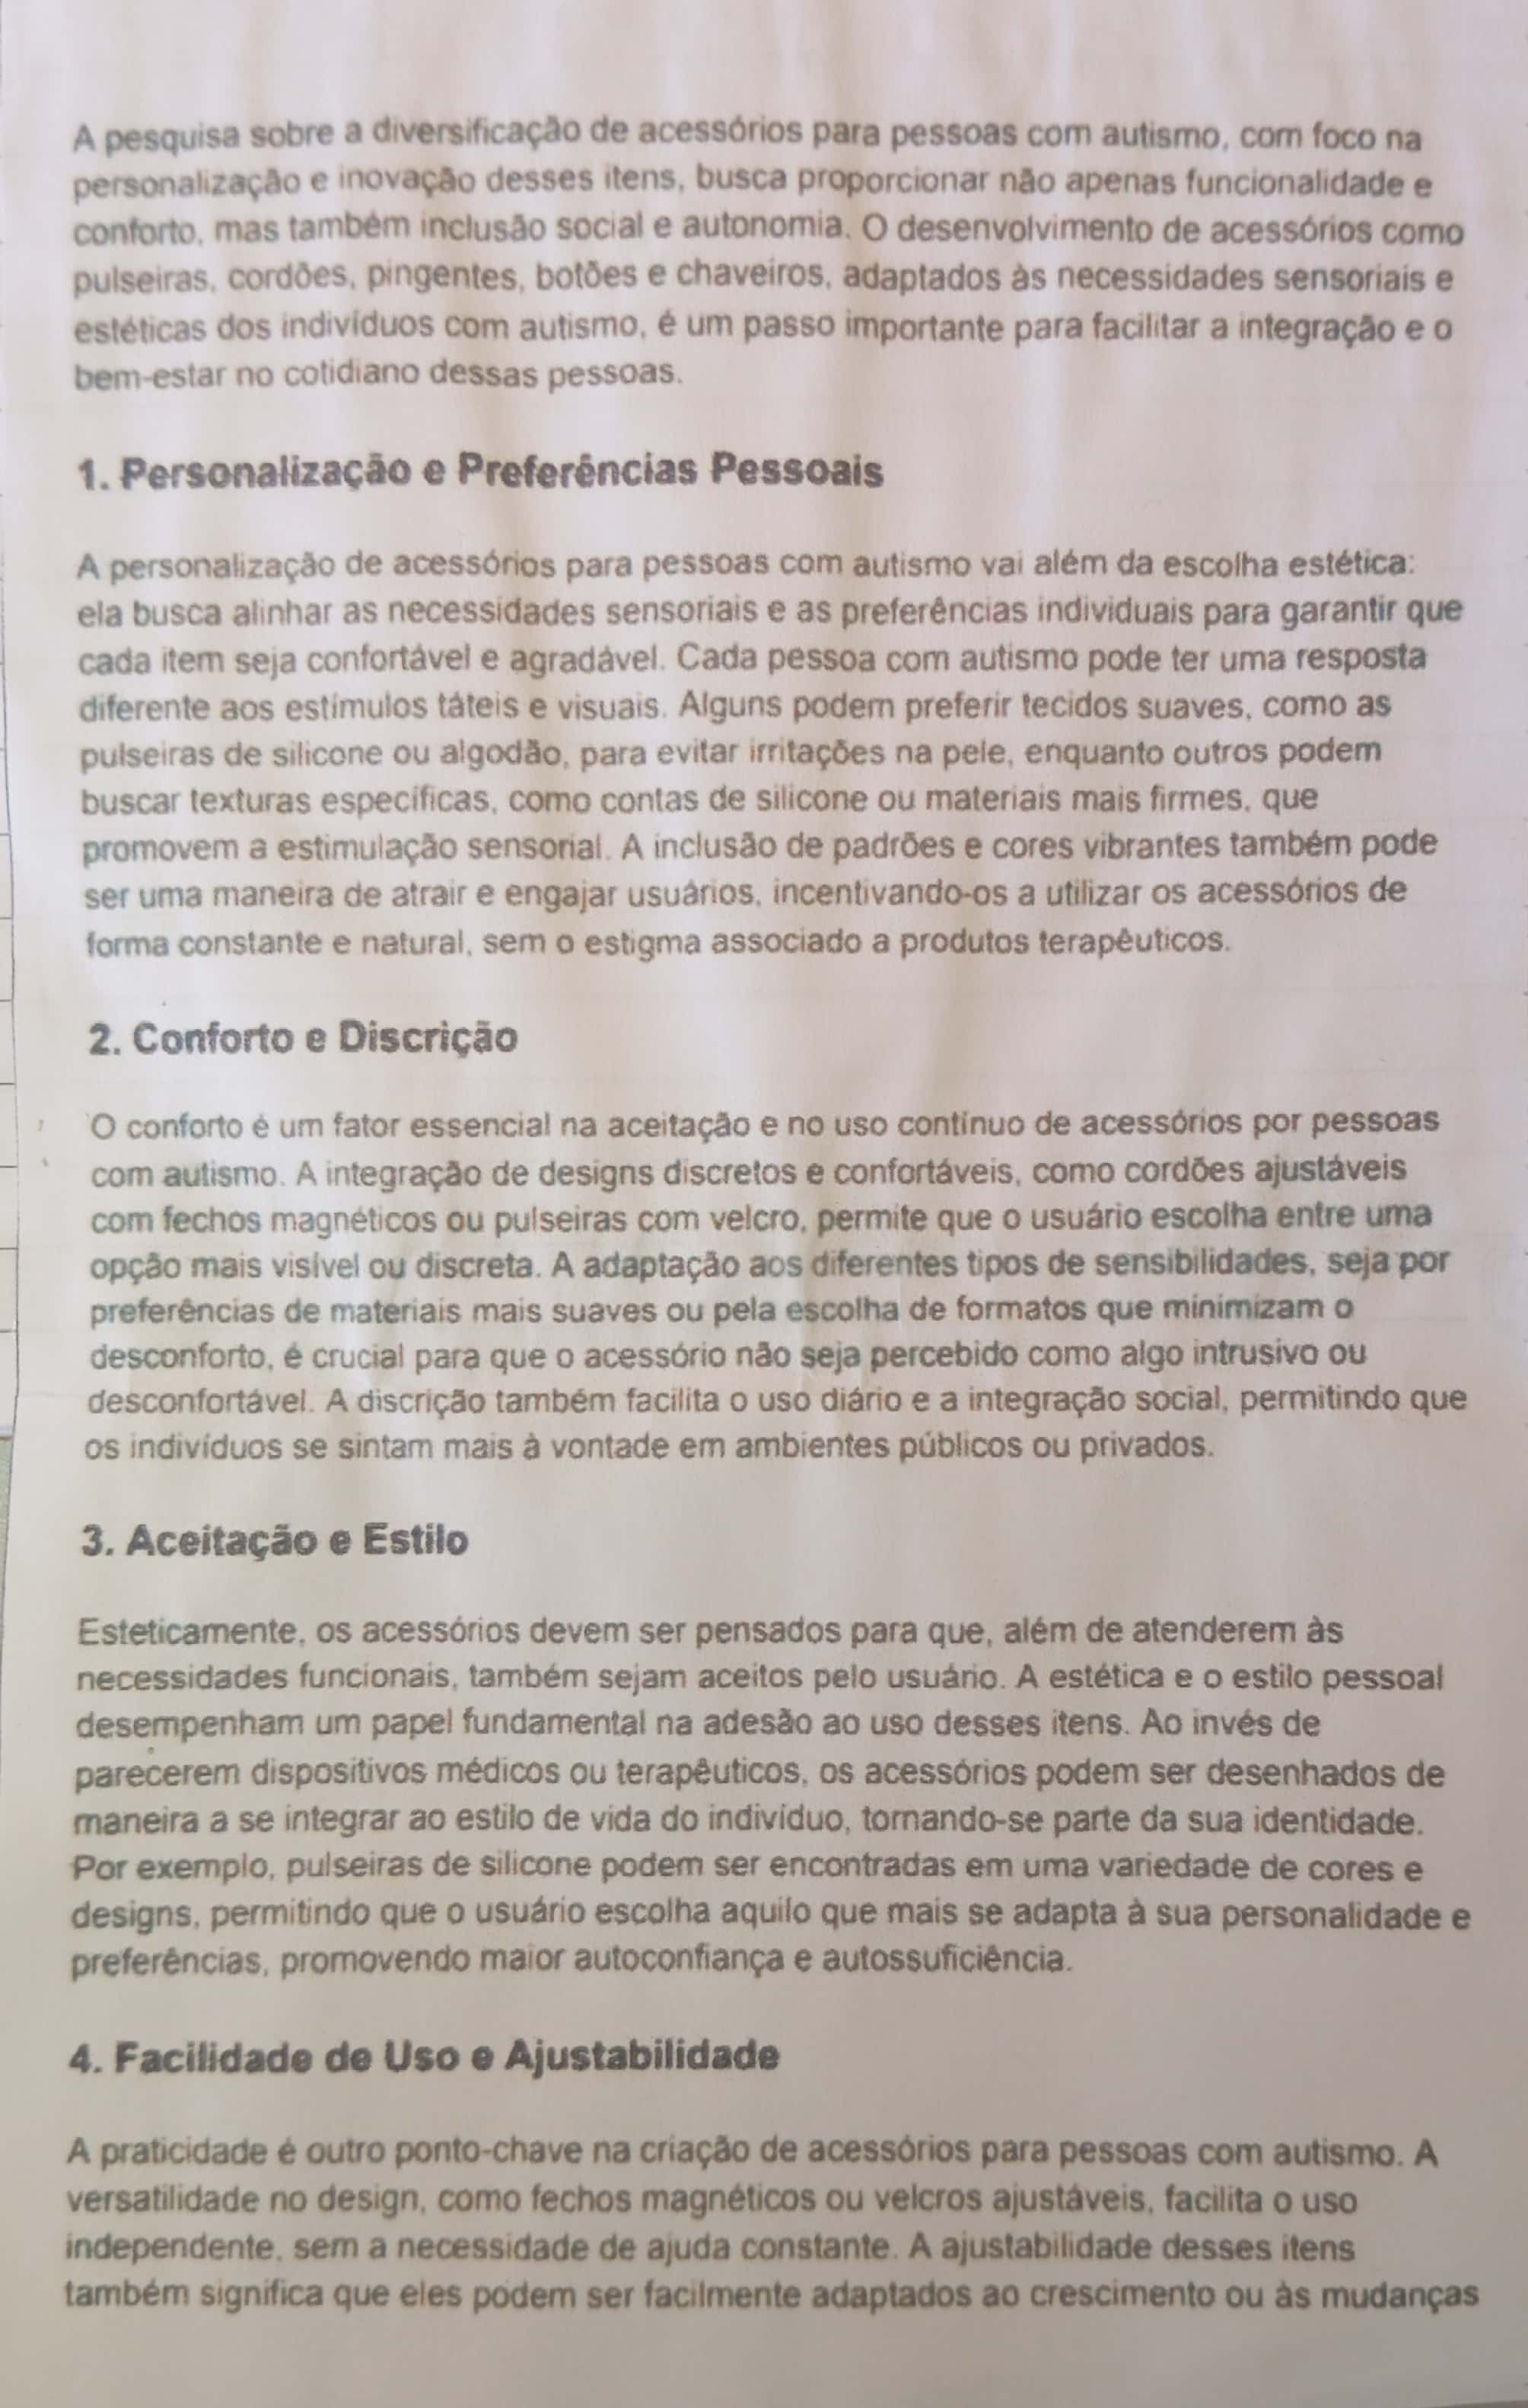 A pesquisa sobre a diversificação de acessórios para pessoas com autismo, com foco na
personalização e inovação desses itens, busca proporcionar não apenas funcionalidade e
conforto, mas também inclusão social e autonomia. O desenvolvimento de acessórios como
pulseiras, cordões, pingentes, botões e chaveiros, adaptados às necessidades sensoriais e
estéticas dos indivíduos com autismo, é um passo importante para facilitar a integração e o
bem-estar no cotidiano dessas pessoas.
1. Personalização e Preferências Pessoais
A personalização de acessórios para pessoas com autismo vai além da escolha estética:
ela busca alinhar as necessidades sensoriais e as preferências individuais para garantir que
cada item seja confortável e agradável. Cada pessoa com autismo pode ter uma resposta
diferente aos estímulos táteis e visuais. Alguns podem preferir tecidos suaves, como as
pulseiras de silicone ou algodão, para evitar irritações na pele, enquanto outros podem
buscar texturas específicas, como contas de silicone ou materiais mais firmes, que
promovem a estimulação sensorial. A inclusão de padrões e cores vibrantes também pode
ser uma maneira de atrair e engajar usuários, incentivando-os a utilizar os acessórios de
forma constante e natural, sem o estigma associado a produtos terapêuticos.
2. Conforto e Discrição
O conforto é um fator essencial na aceitação e no uso contínuo de acessórios por pessoas
com autismo. A integração de designs discretos e confortáveis, como cordões ajustáveis
com fechos magnéticos ou pulseiras com velcro, permite que o usuário escolha entre uma
opção mais visível ou discreta. A adaptação aos diferentes tipos de sensibilidades, seja por
preferências de materiais mais suaves ou pela escolha de formatos que minimizam o
desconforto, é crucial para que o acessório não seja percebido como algo intrusivo ou
desconfortável. A discrição também facilita o uso diário e a integração social, permitindo que
os indivíduos se sintam mais à vontade em ambientes públicos ou privados.
3. Aceitação e Estilo
Esteticamente, os acessórios devem ser pensados para que, além de atenderem às
necessidades funcionais, também sejam aceitos pelo usuário. A estética e o estilo pessoal
desempenham um papel fundamental na adesão ao uso desses itens. Ao invés de
parecerem dispositivos médicos ou terapêuticos, os acessórios podem ser desenhados de
maneira a se integrar ao estilo de vida do indivíduo, tornando-se parte da sua identidade.
Por exemplo, pulseiras de silicone podem ser encontradas em uma variedade de cores e
designs, permitindo que o usuário escolha aquilo que mais se adapta à sua personalidade e
preferências, promovendo maior autoconfiança e autossuficiência.
4. Facilidade de Uso e Ajustabilidade
A praticidade é outro ponto-chave na criação de acessórios para pessoas com autismo. A
versatilidade no design, como fechos magnéticos ou velcros ajustáveis, facilita o uso
independente, sem a necessidade de ajuda constante. A ajustabilidade desses itens
também significa que eles podem ser facilmente adaptados ao crescimento ou às mudanças